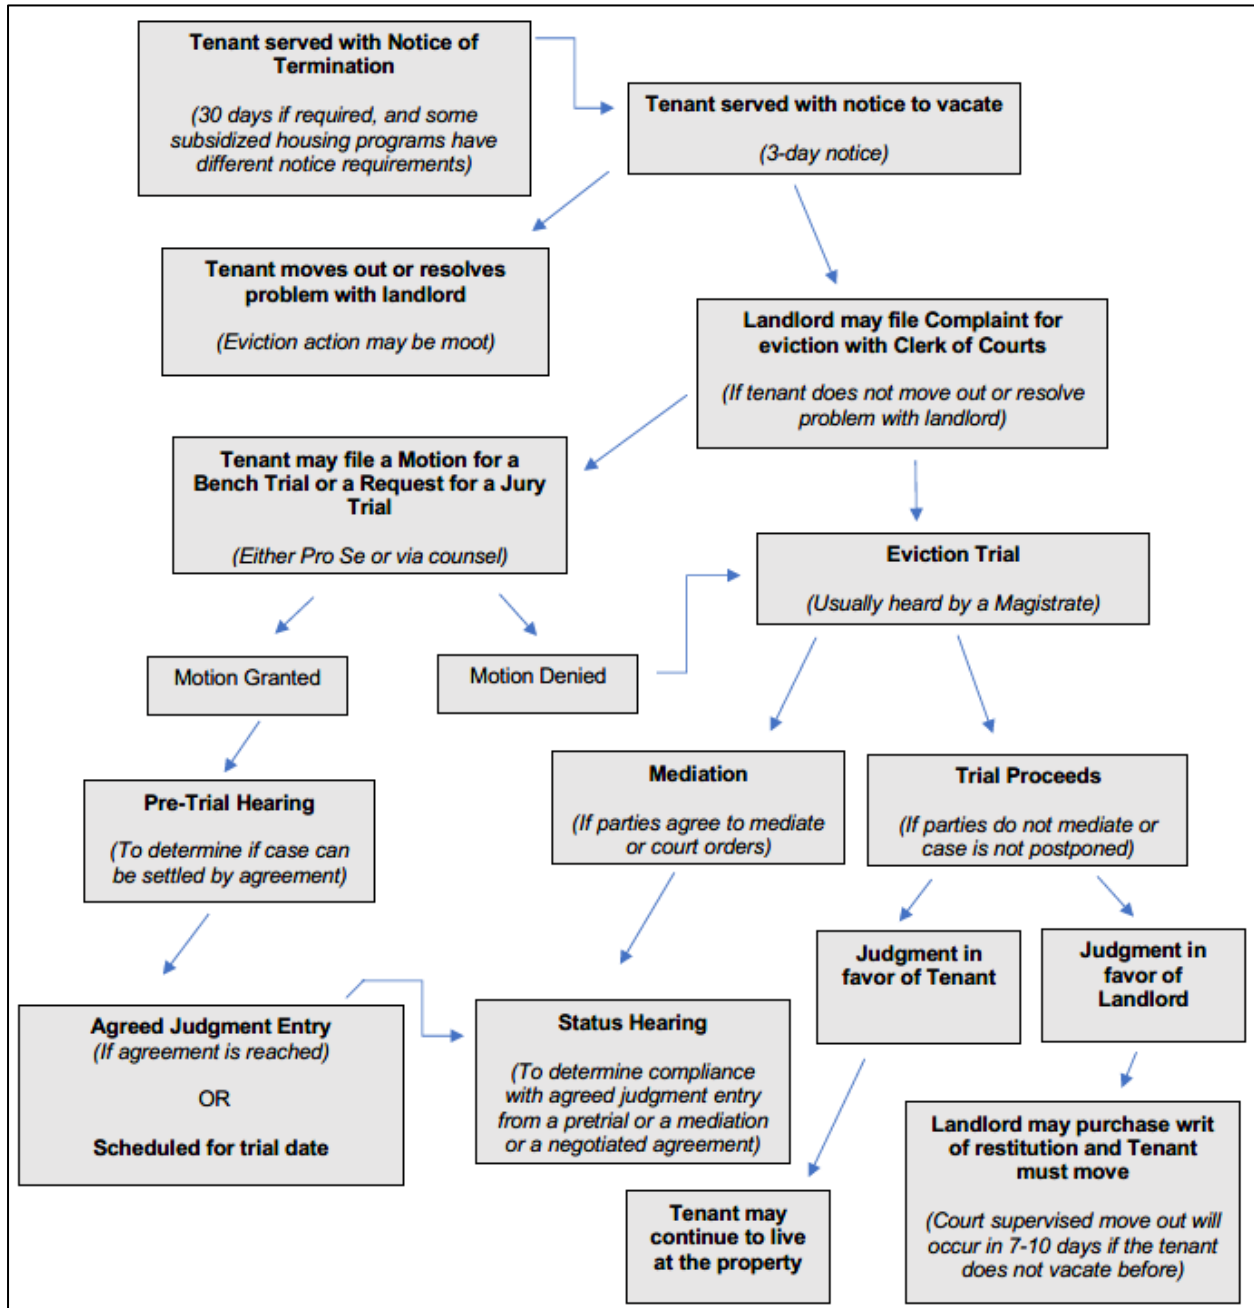 Tenant served with Notice of
Termination
(30 days if required, and some
subsidized housing programs have
different notice requirements)
Tenant served with notice to vacate
(3-day notice)
Tenant moves out or resolves
problem with landlord
(Eviction action may be moot)
Landlord may file Complaint for
eviction with Clerk of Courts
(If tenant does not move out or resolve
problem with landlord)
Tenant may file a Motion for a
Bench Trial or a Request for a Jury
Trial
(Either Pro Se or via counsel)
Eviction Trial
(Usually heard by a Magistrate)
Motion Granted
Motion Denied
Pre-Trial Hearing
(To determine if case can
be settled by agreement)
Mediation
(If parties agree to mediate
or court orders)
Trial Proceeds
(If parties do not mediate or
case is not postponed)
Judgment in
favor of Tenant
Judgment in
favor of
Landlord
Agreed Judgment Entry
(If agreement is reached)
OR
Scheduled for trial date
Status Hearing
(To determine compliance
with agreed judgment entry
from a pretrial or a mediation
or a negotiated agreement)
Tenant may
continue to live
at the property
Landlord may purchase writ
of restitution and Tenant
must move
(Court supervised move out will
occur in 7-10 days if the tenant
does not vacate before)